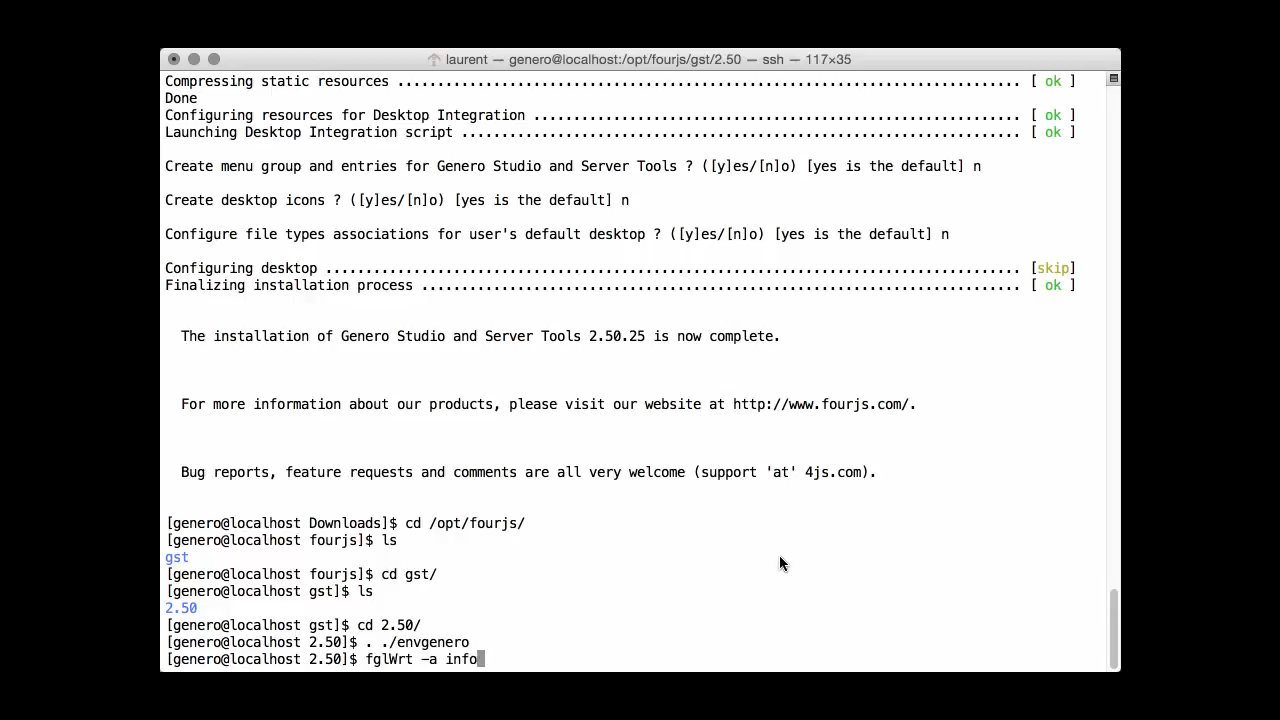 laurent — genero@localhost:/opt/fourjs/gst/2.50 — ssh — 117×35
Compressing static resources .............................................................................. [ ok ]
Done
Configuring resources for Desktop Integration ............................................................. [ ok ]
Launching Desktop Integration script ...................................................................... [ ok ]
Create menu group and entries for Genero Studio and Server Tools ? ([y]es/[n]o) [yes is the default] n
Create desktop icons ? ([y]es/[n]o) [yes is the default] n
Configure file types associations for user's default desktop ? ([y]es/[n]o) [yes is the default] n
Configuring desktop ....................................................................................... [skip]
Finalizing installation process ........................................................................... [ ok ]
The installation of Genero Studio and Server Tools 2.50.25 is now complete.
For more information about our products, please visit our website at http://www.fourjs.com/.
Bug reports, feature requests and comments are all very welcome (support 'at' 4js.com).
[genero@localhost Downloads]$ cd /opt/fourjs/
[genero@localhost fourjs]$ ls
gst
[genero@localhost fourjs]$ cd gst/
[genero@localhost gst]$ ls
2.50
[genero@localhost gst]$ cd 2.50/
[genero@localhost 2.50]$ . ./envgenero
[genero@localhost 2.50]$ fglWrt -a info